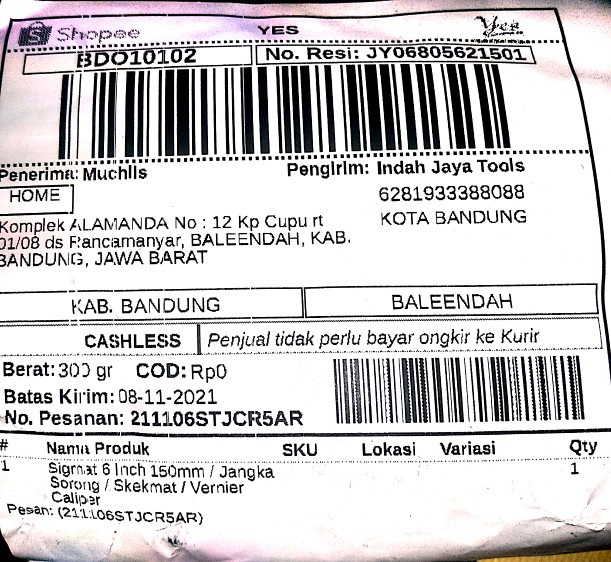 Shopee YES Yes
BDO10102 No. Resi: JY06805621501
Penerima: Muchlis Pengirim: Indah Jaya Tools
HOME 6281933388088
Komplek ALAMANDA No : 12 Kp Cupu rt KOTA BANDUNG
01/08 ds Rancamanyar, BALEENDAH, KAB.
BANDUNG, JAWA BARAT
KAB. BANDUNG BALEENDAH
CASHLESS Penjual tidak perlu bayar ongkir ke Kurir
Berat: 300 gr COD: Rp0
Batas Kirim: 08-11-2021
No. Pesanan: 211106STJCR5AR
# Nama Produk SKU Lokasi Variasi Qty
1 Sigmat 6 Inch 150mm / Jangka 1
Sorong / Skekmat / Vernier
Caliper
Pesan: (211106STJCR5AR)